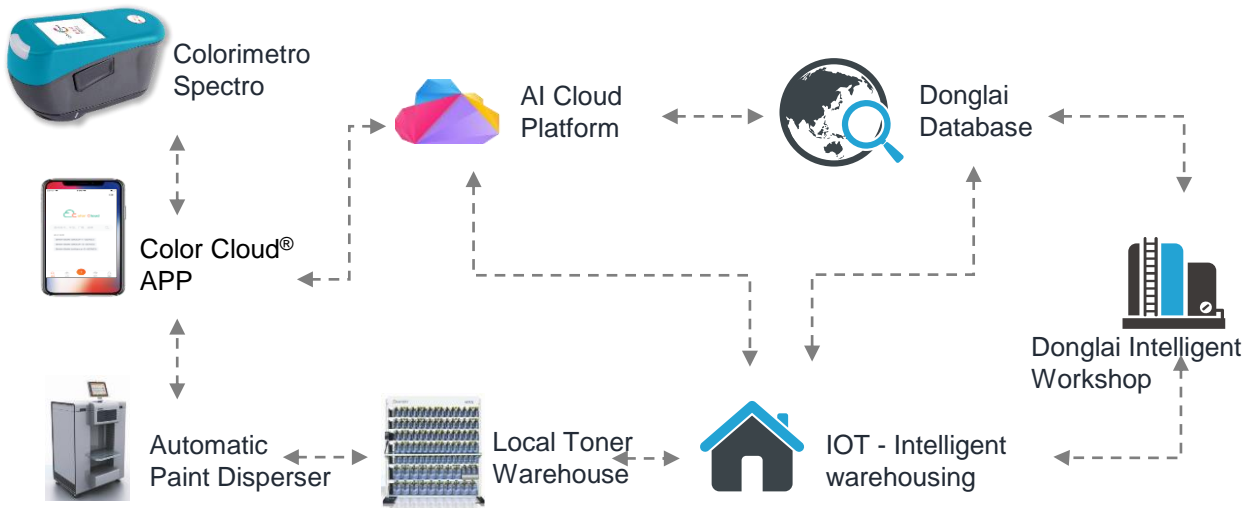 Colorimetro
Spectro
AI Cloud
Platform
Donglai
Database
Color Cloud®
APP
Donglai Intelligent
Workshop
Automatic
Paint Disperser
Local Toner
Warehouse
IOT - Intelligent
warehousing